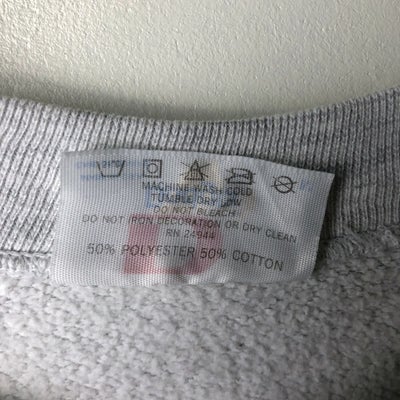 MACHINE WASH COLD
TUMBLE DRY LOW
DO NOT BLEACH
DO NOT IRON DECORATION OR DRY CLEAN
RN 24944
50% POLYESTER 50% COTTON